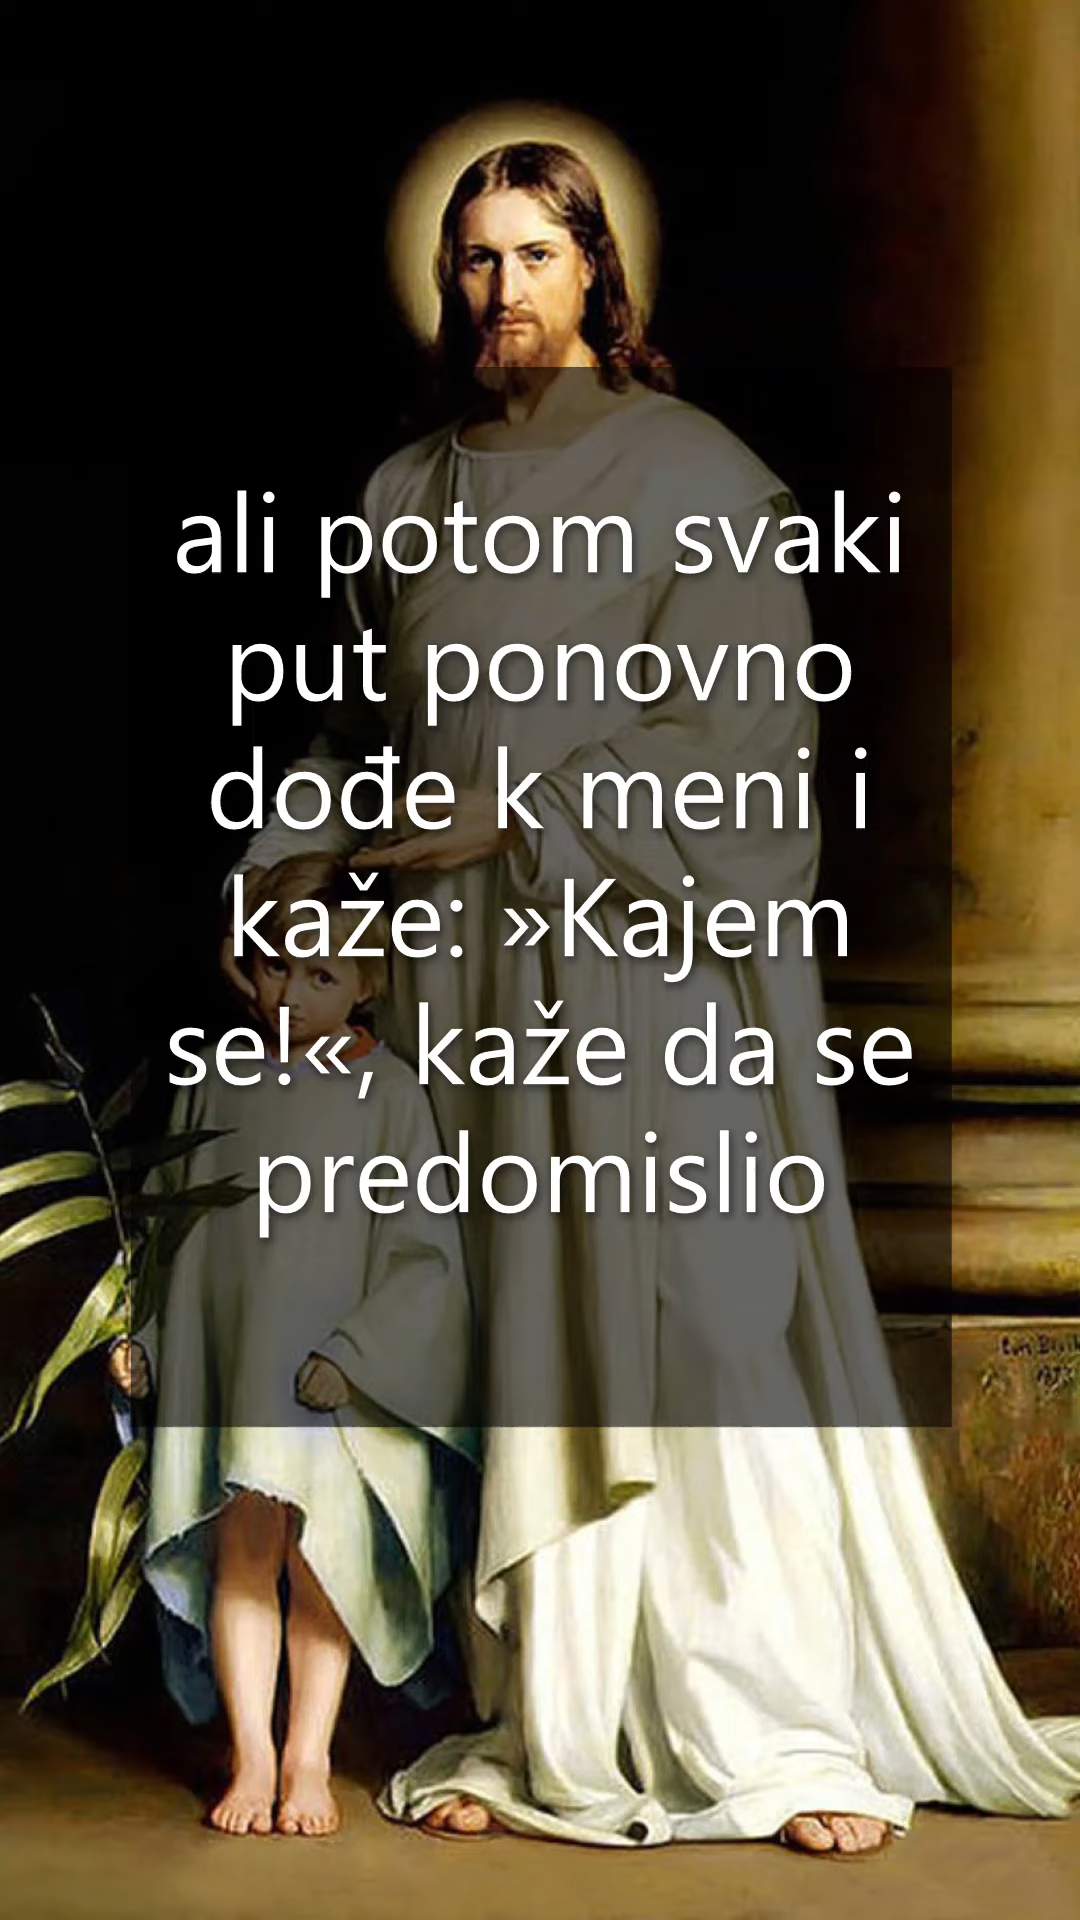 ali potom svaki
put ponovno
dođe k meni i
kaže: »Kajem
se!«, kaže da se
predomislio